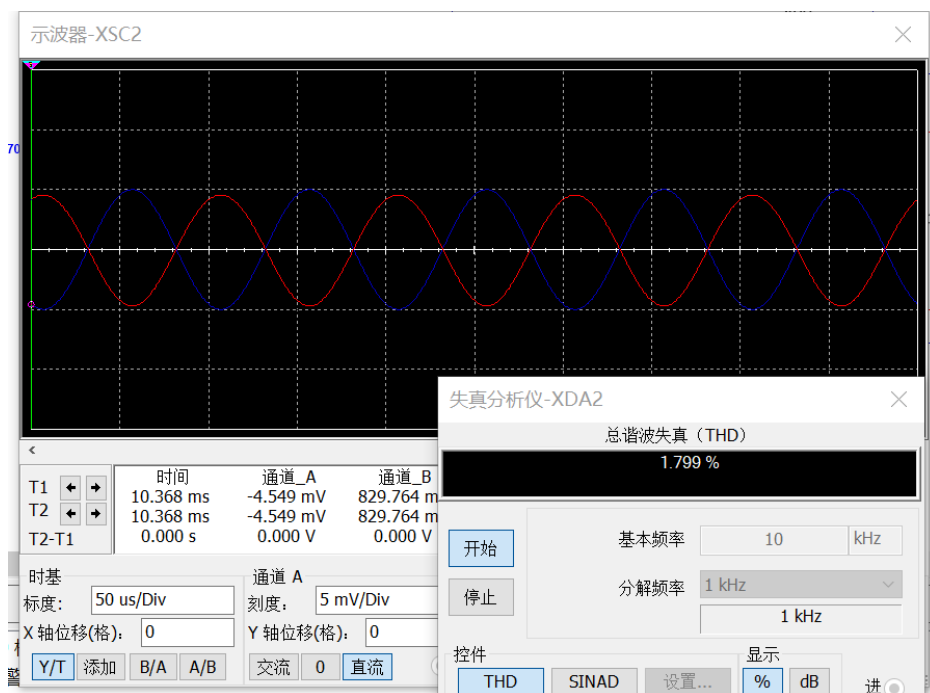 示波器-XSC2
70
时间 通道_A 通道_B
T1 10.368 ms -4.549 mV 829.764 m
T2 10.368 ms -4.549 mV 829.764 m
T2-T1 0.000 s 0.000 V 0.000 V
时基
标度: 50 us/Div
X 轴位移(格): 0
Y/T 添加 B/A A/B
通道 A
刻度: 5 mV/Div
Y 轴位移(格): 0
交流 0 直流
失真分析仪-XDA2
总谐波失真（THD）
1.799 %
开始
停止
基本频率 10 kHz
分解频率 1 kHz
1 kHz
控件
THD SINAD 设置...
显示
% dB
进